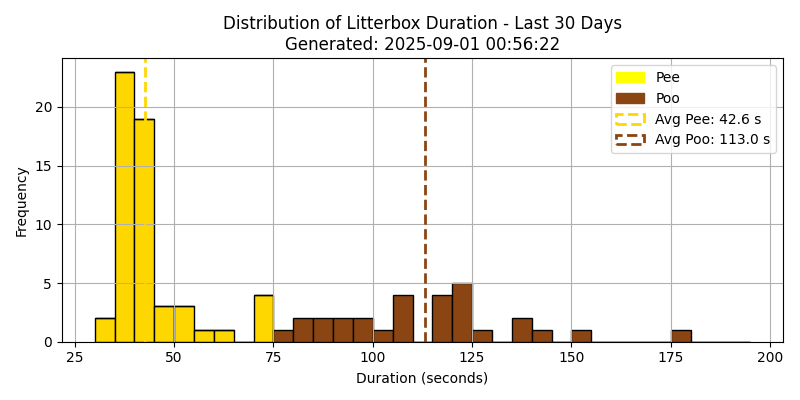 Distribution of Litterbox Duration - Last 30 Days
Generated: 2025-09-01 00:56:22
Pee
Poo
Avg Pee: 42.6 s
Avg Poo: 113.0 s
Frequency
20
15
10
5
0
25 50 75 100 125 150 175 200
Duration (seconds)